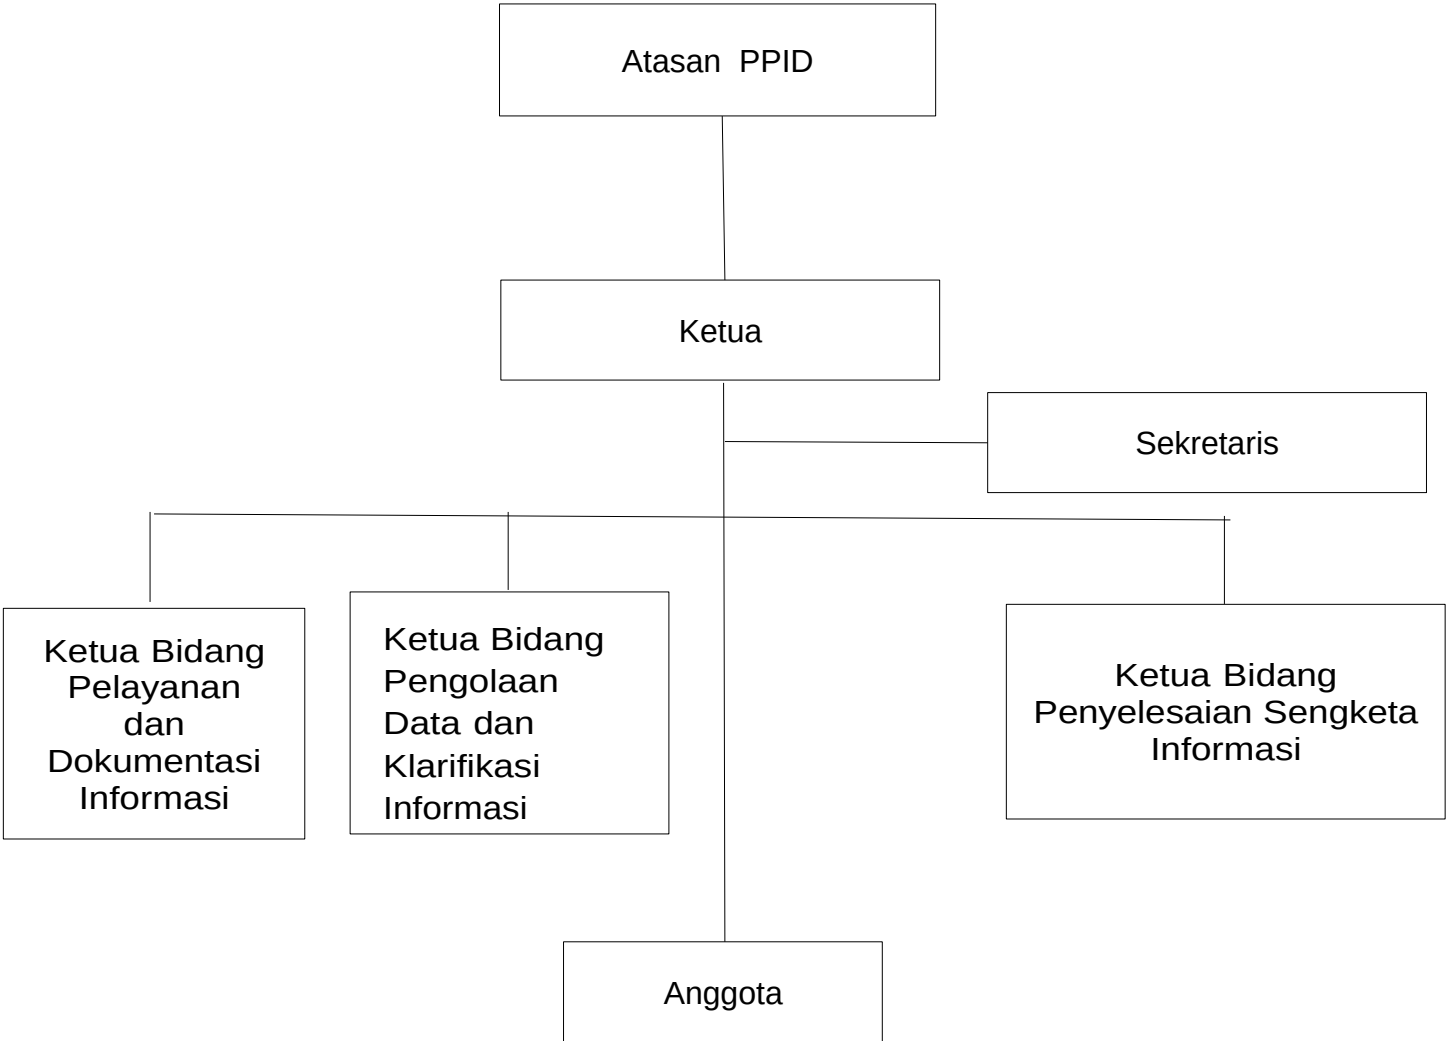 Atasan  PPID
Ketua
Sekretaris
Ketua Bidang
Pelayanan
dan
Dokumentasi
Informasi
Ketua Bidang
Pengolaan
Data dan
Klarifikasi
Informasi
Ketua Bidang
Penyelesaian Sengketa
Informasi
Anggota